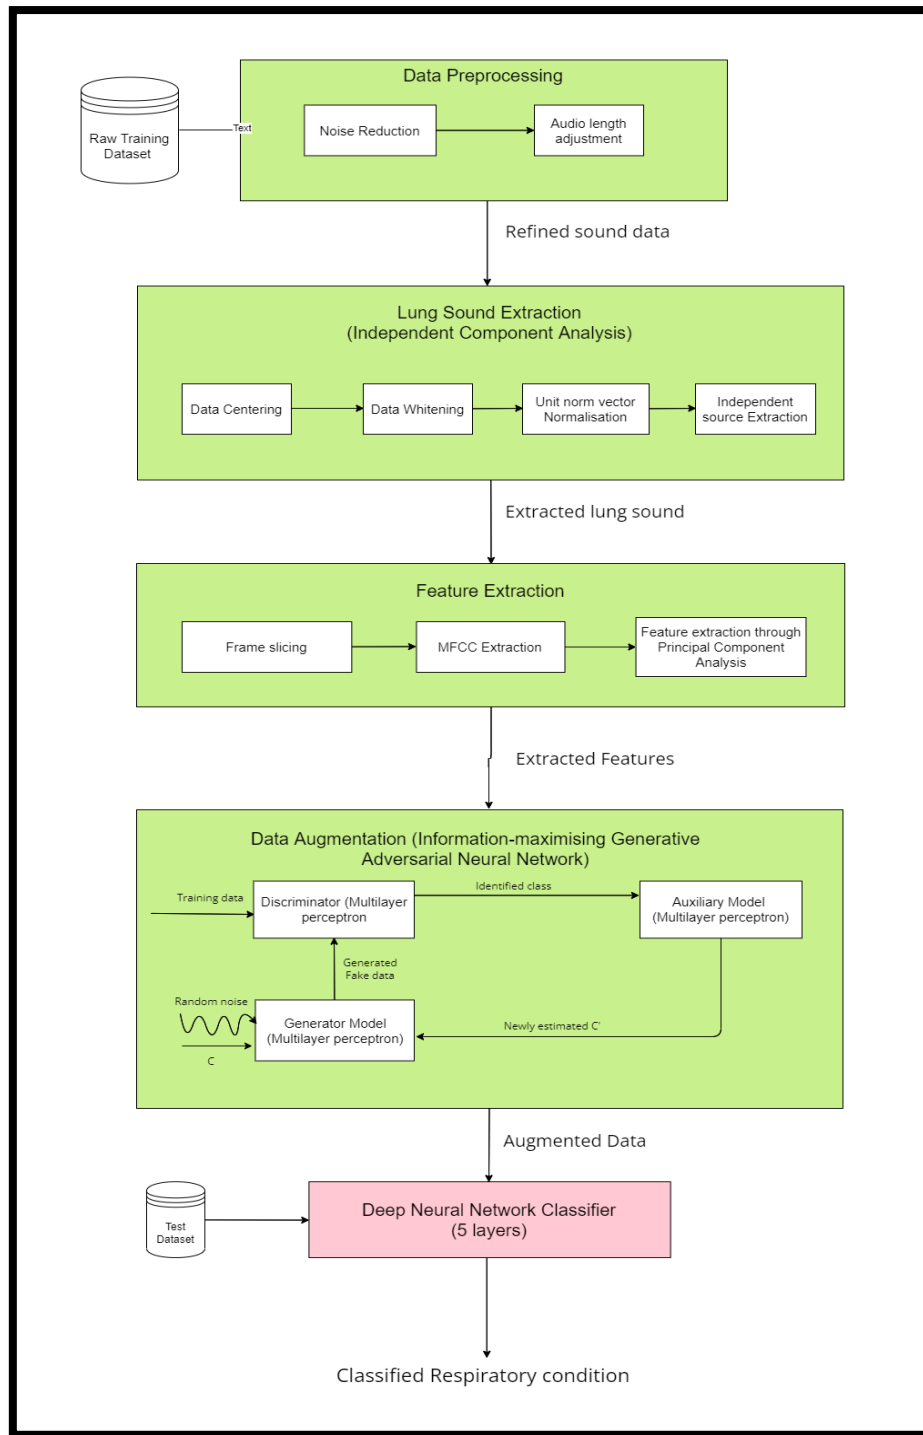 Data Preprocessing
Raw Training
Dataset
Text
Noise Reduction
Audio length
adjustment
Refined sound data
Lung Sound Extraction
(Independent Component Analysis)
Data Centering
Data Whitening
Unit norm vector
Normalisation
Independent
source Extraction
Extracted lung sound
Feature Extraction
Frame slicing
MFCC Extraction
Feature extraction through
Principal Component
Analysis
Extracted Features
Data Augmentation (Information-maximising Generative
Adversarial Neural Network)
Training data
Discriminator (Multilayer
perceptron
Identified class
Auxiliary Model
(Multilayer perceptron)
Generated
Fake data
Random noise
C
Generator Model
(Multilayer perceptron)
Newly estimated C'
Augmented Data
Test
Dataset
Deep Neural Network Classifier
(5 layers)
Classified Respiratory condition